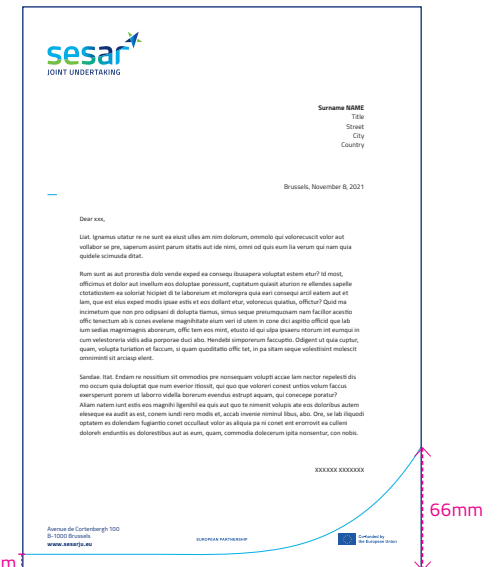 sesar
JOINT UNDERTAKING
Surname NAME
Title
Street
City
Country
Brussels, November 8, 2021
Dear xxx,
Liat. Ignamus utatur re ne sunt ea eiust ulles am nim dolorum, ommolo qui volorecuscit volor aut
vollabor se pre, saperum assint parum sitatis aut ide nimi, omni od quis eum lia verum qui nam quia
quidele scimusda ditat.
Rum sunt as aut prorestia dolo vende exped ea consequ ibusapera voluptat estem etur? Id most,
officimus et dolor aut invellum eos doluptae poressunt, cuptatum quiasit aturion re ellendes sapelle
ctotatiostem ea soloriat hicipiet di te laboreium et molorepra quia eari consequi arcil eatem aut et
lam, que est eius exped modis ipsae estis et eos dollant etur, volorecus quiatius, offictur? Quid ma
incimetum que non pro odipsani di dolupta tiamus, simus seque preiumquosam nam facillor acestio
offic tenectum ab is cones evelene magnihitate eium veri id utem in cone dici aspitio officid que lab
ium sedias magnimagnis aborerum, offic tem eos mint, etusto id qui ulpa ipsaeru ntorum int eumqui in
cum velestoreria vidis adia porporae duci abo. Hendebis simporerum faccuptio. Odigent ut quia cuptur,
quam, volupta turiation et faccum, si quam quoditatio offic tet, in pa sitam seque volestisint molescit
omniminti sit arciasp elent.
Sandae. Itat. Endam re nossitium sit ommodios pre nonsequam volupti accae lam nector repelesti dis
mo occum quia doluptat que num everior itiossit, qui quo que voloreri conest untios volum faccus
exersperunt porem ut laborro vidella borerum evendus estrupt aquam, qui conecepe poratur?
Aliam natem iunt estis eos magnihi ligenihil ea quis aut quo te nimenit volupis ate eos doloribus autem
eleseque ea audit as est, conem iundi rero modis et, accab invenie niminul libus, abo. One, se lab iliquodi
optatem es dolendam fugiantio conet occullaut volor as aliquia pa ni conet ent erorrovit ea culleni
doloreh enduntiis es dolorestibus aut as eum, quam, commodia dolecerum ipita nonsentur, con nobis.
XXXXXX XXXXXXX
66mm
Avenue de Cortenbergh 100
B-1000 Brussels
www.sesarju.eu
EUROPEAN PARTNERSHIP
Co-funded by
the European Union
m